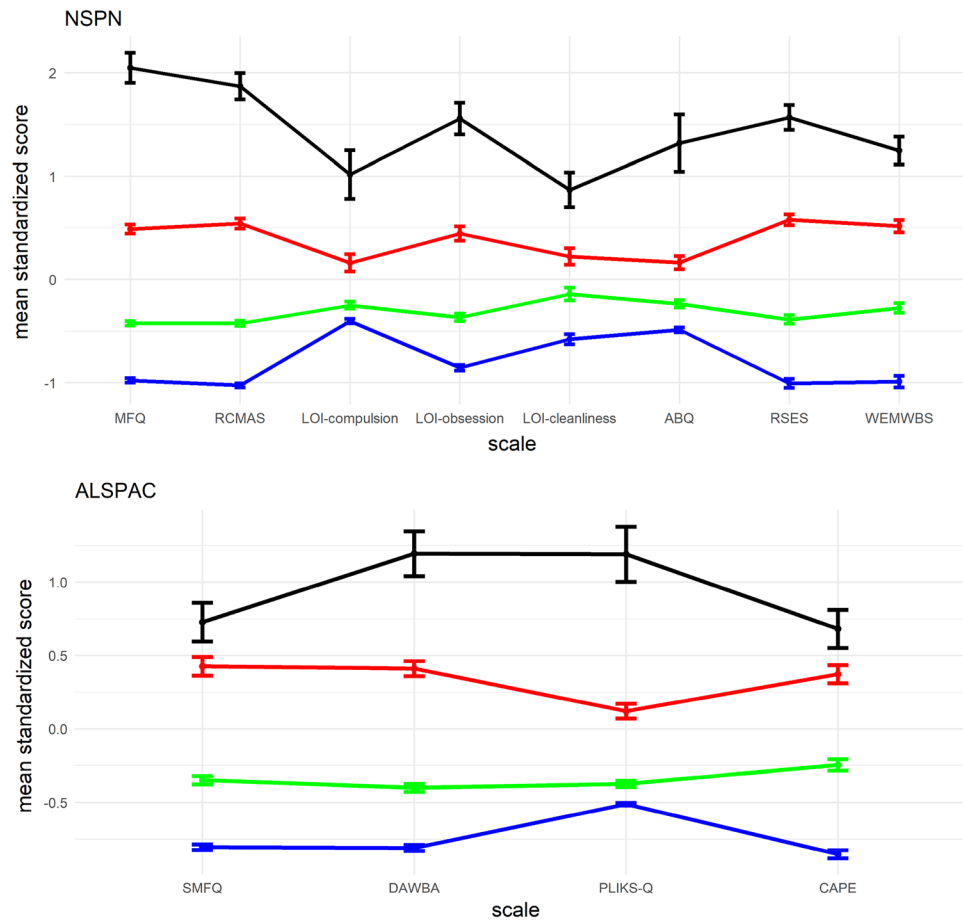 NSPN
mean standardized score
2
1
0
-1
MFQ RCMAS LOI-compulsion LOI-obsession LOI-cleanliness ABQ RSES WEMWBS
scale
ALSPAC
mean standardized score
1.0
0.5
0.0
-0.5
SMFQ DAWBA PLIKS-Q CAPE
scale